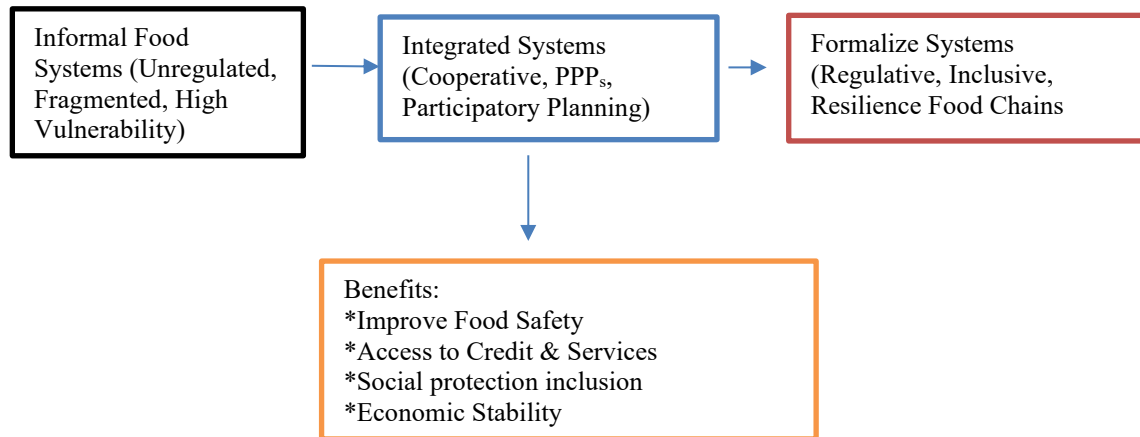 Informal Food
Systems (Unregulated,
Fragmented, High
Vulnerability)
Integrated Systems
(Cooperative, PPPs,
Participatory Planning)
Formalize Systems
(Regulative, Inclusive,
Resilience Food Chains
Benefits:
*Improve Food Safety
*Access to Credit & Services
*Social protection inclusion
*Economic Stability